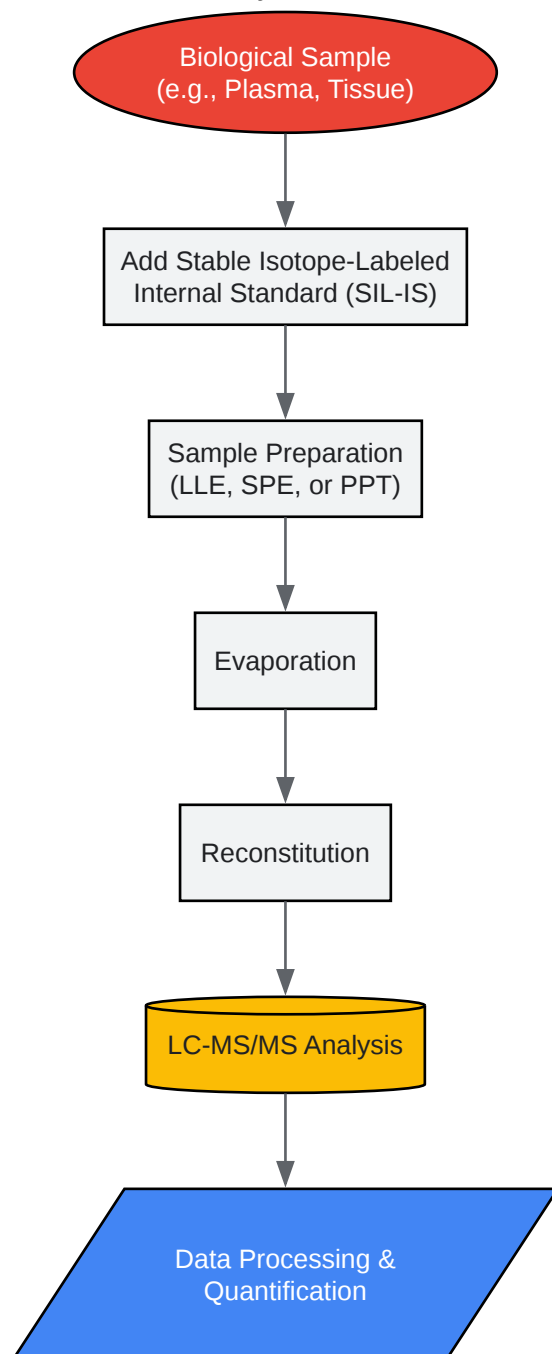 Biological Sample
(e.g., Plasma, Tissue)
Add Stable Isotope-Labeled
Internal Standard (SIL-IS)
Sample Preparation
(LLE, SPE, or PPT)
Evaporation
Reconstitution
LC-MS/MS Analysis
Data Processing &
Quantification